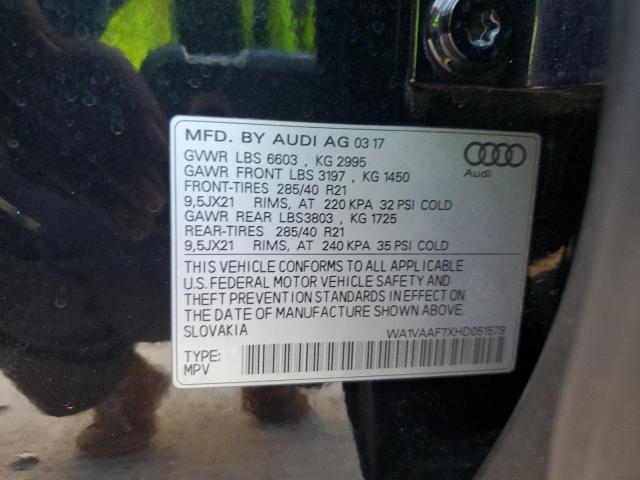 MFD. BY AUDI AG 03 17
GVWR LBS 6603 , KG 2995
GAWR FRONT LBS 3197 , KG 1450
FRONT-TIRES 285/40 R21
9,5JX21 RIMS, AT 220 KPA 32 PSI COLD
GAWR REAR LBS3803 , KG 1725
REAR-TIRES 285/40 R21
9,5JX21 RIMS, AT 240 KPA 35 PSI COLD
Audi
THIS VEHICLE CONFORMS TO ALL APPLICABLE
U.S. FEDERAL MOTOR VEHICLE SAFETY AND
THEFT PREVENTION STANDARDS IN EFFECT ON
THE DATE OF MANUFACTURE SHOWN ABOVE.
SLOVAKIA WA1VAAF7XHD051579
TYPE:
MPV